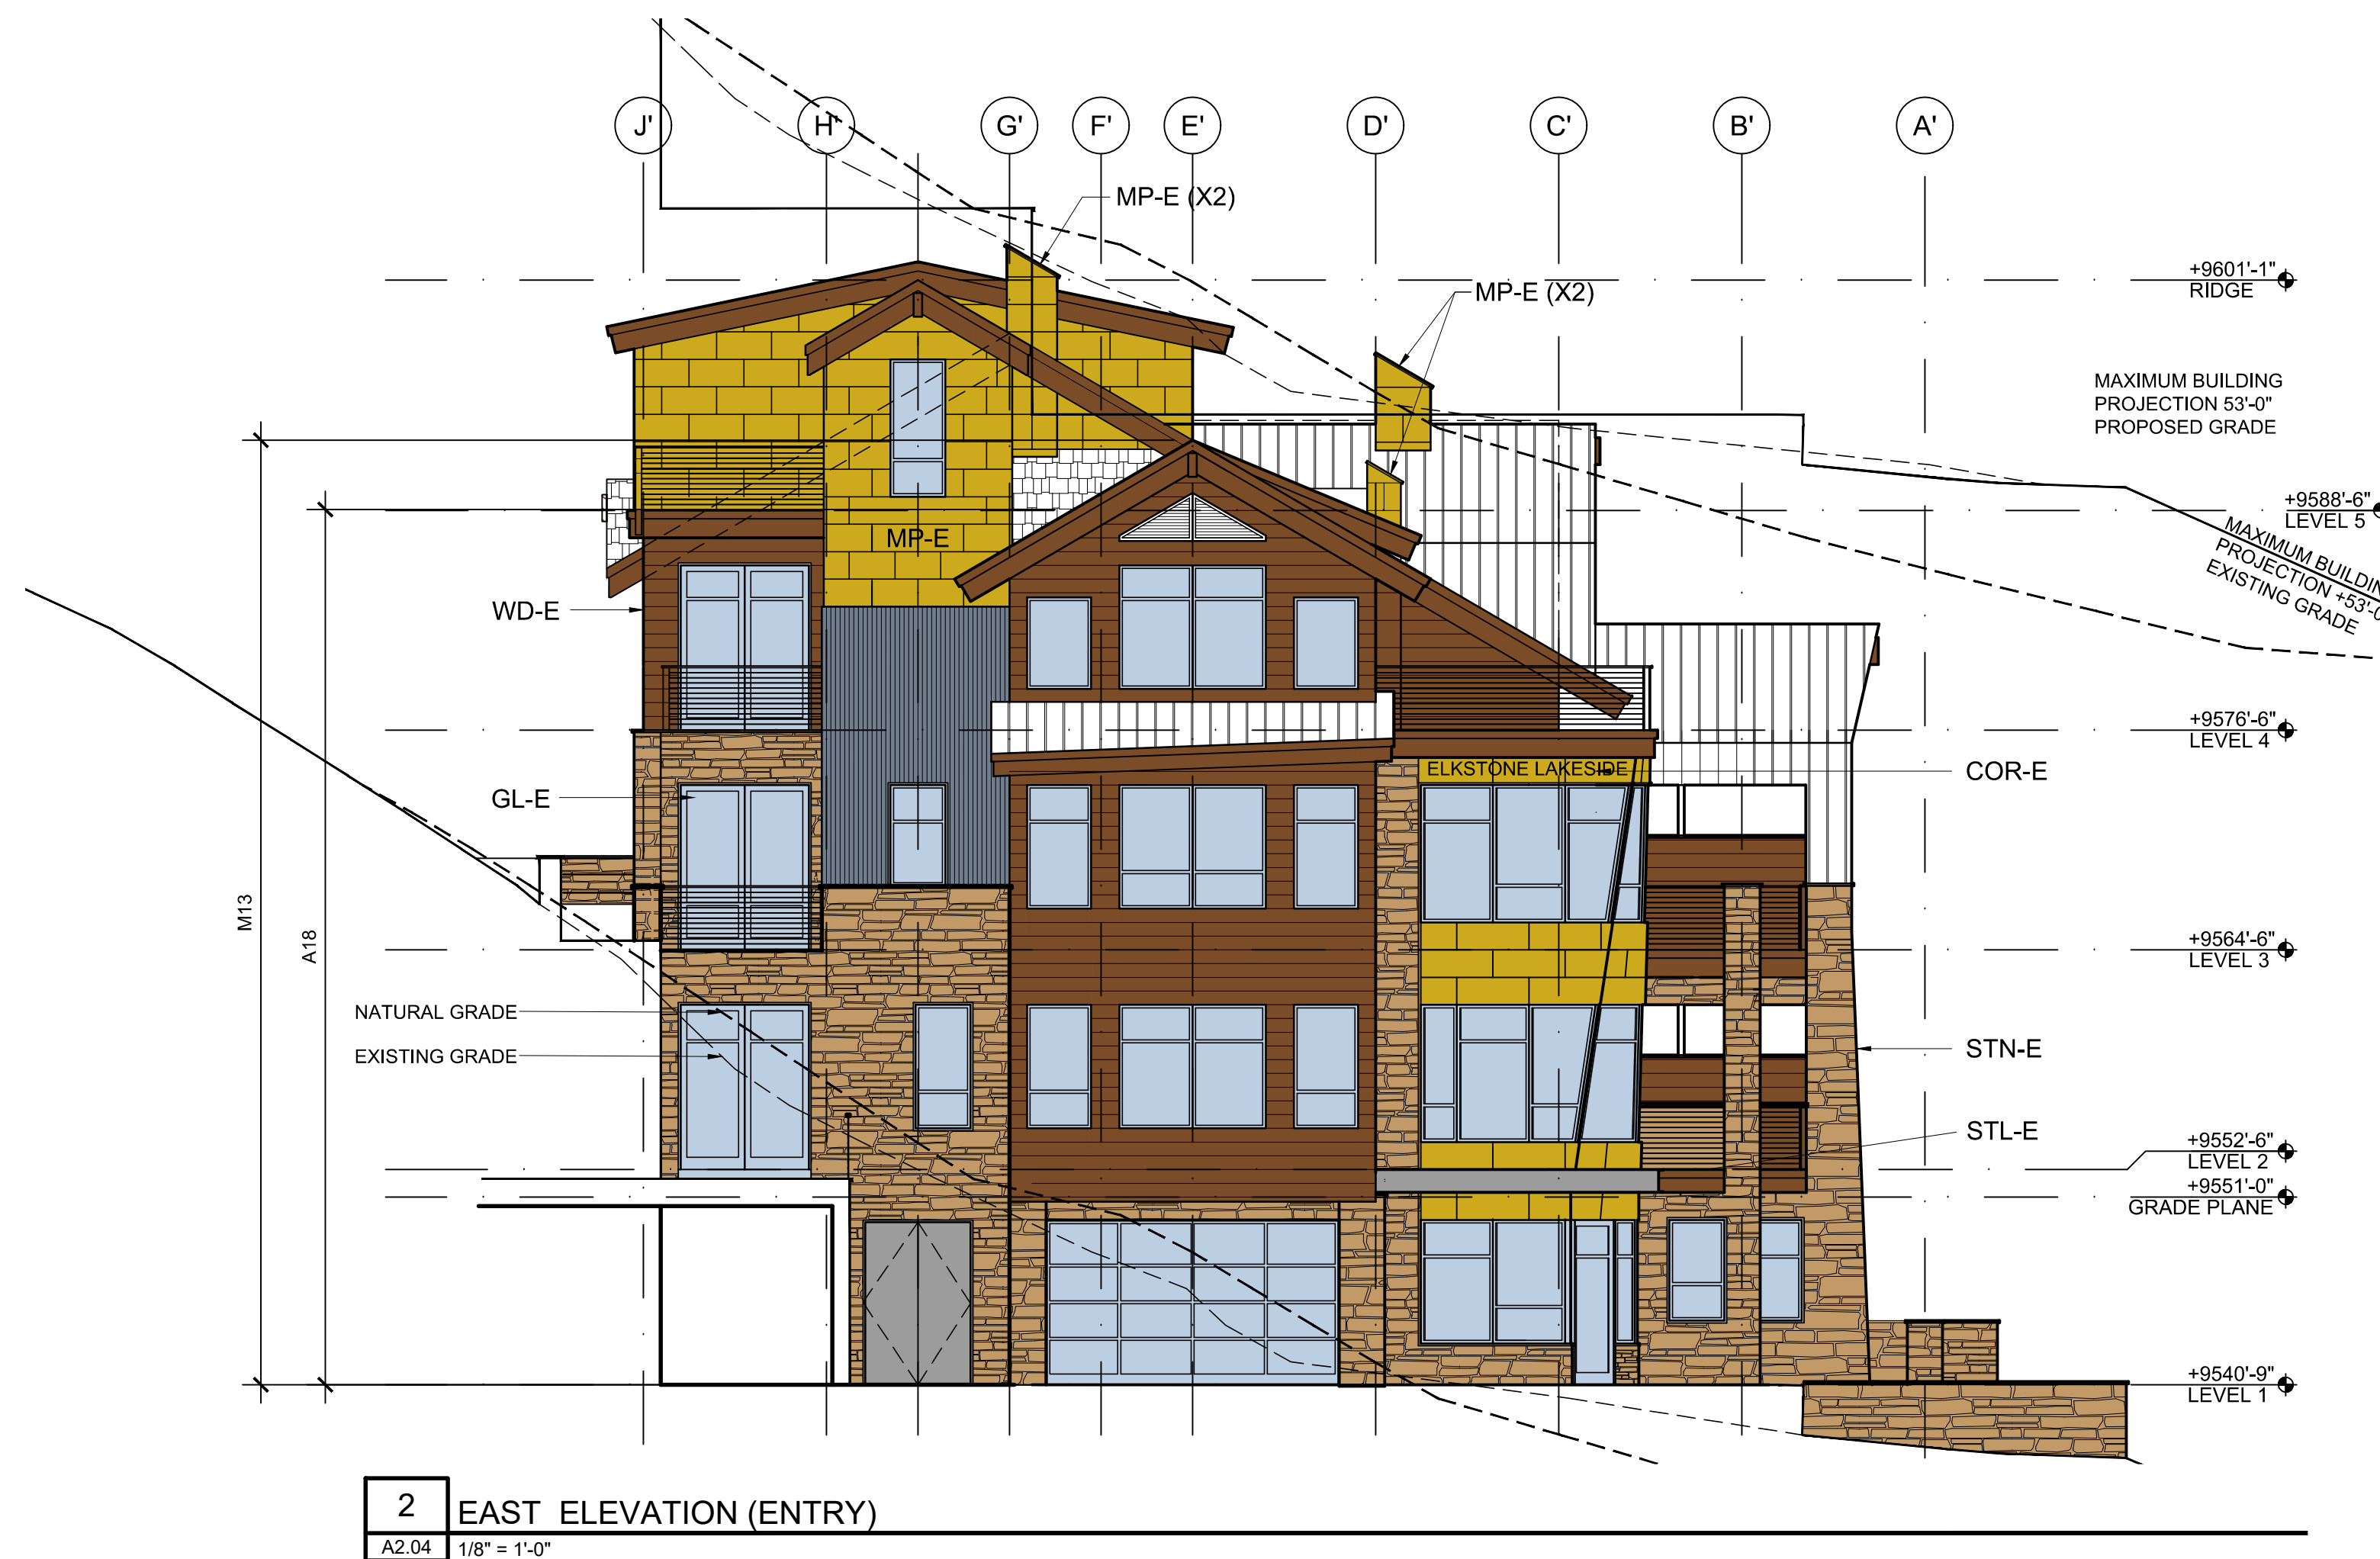 J'
H'
G'
F'
E'
D'
C'
B'
A'
MP-E (X2)
MP-E (X2)
+9601'-1"
RIDGE
MAXIMUM BUILDING
PROJECTION 53'-0"
PROPOSED GRADE
+9588'-6"
LEVEL 5
MAXIMUM BUILDIN
PROJECTION +53'-0
EXISTING GRADE
MP-E
WD-E
+9576'-6"
LEVEL 4
ELKSTONE LAKESIDE
COR-E
GL-E
M13
A18
+9564'-6"
LEVEL 3
NATURAL GRADE
EXISTING GRADE
STN-E
STL-E
+9552'-6"
LEVEL 2
+9551'-0"
GRADE PLANE
+9540'-9"
LEVEL 1
2
EAST ELEVATION (ENTRY)
A2.04
1/8" = 1'-0"